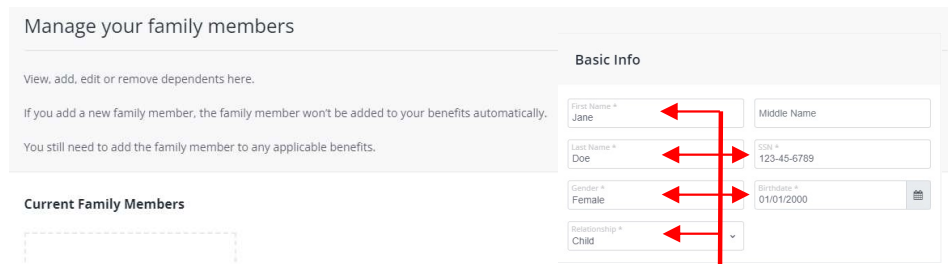 Manage your family members
View, add, edit or remove dependents here.
If you add a new family member, the family member won't be added to your benefits automatically.
You still need to add the family member to any applicable benefits.
Current Family Members
Basic Info
First Name *
Jane
Middle Name
Last Name *
Doe
SSN *
123-45-6789
Gender *
Female
Birthdate *
01/01/2000
Relationship *
Child